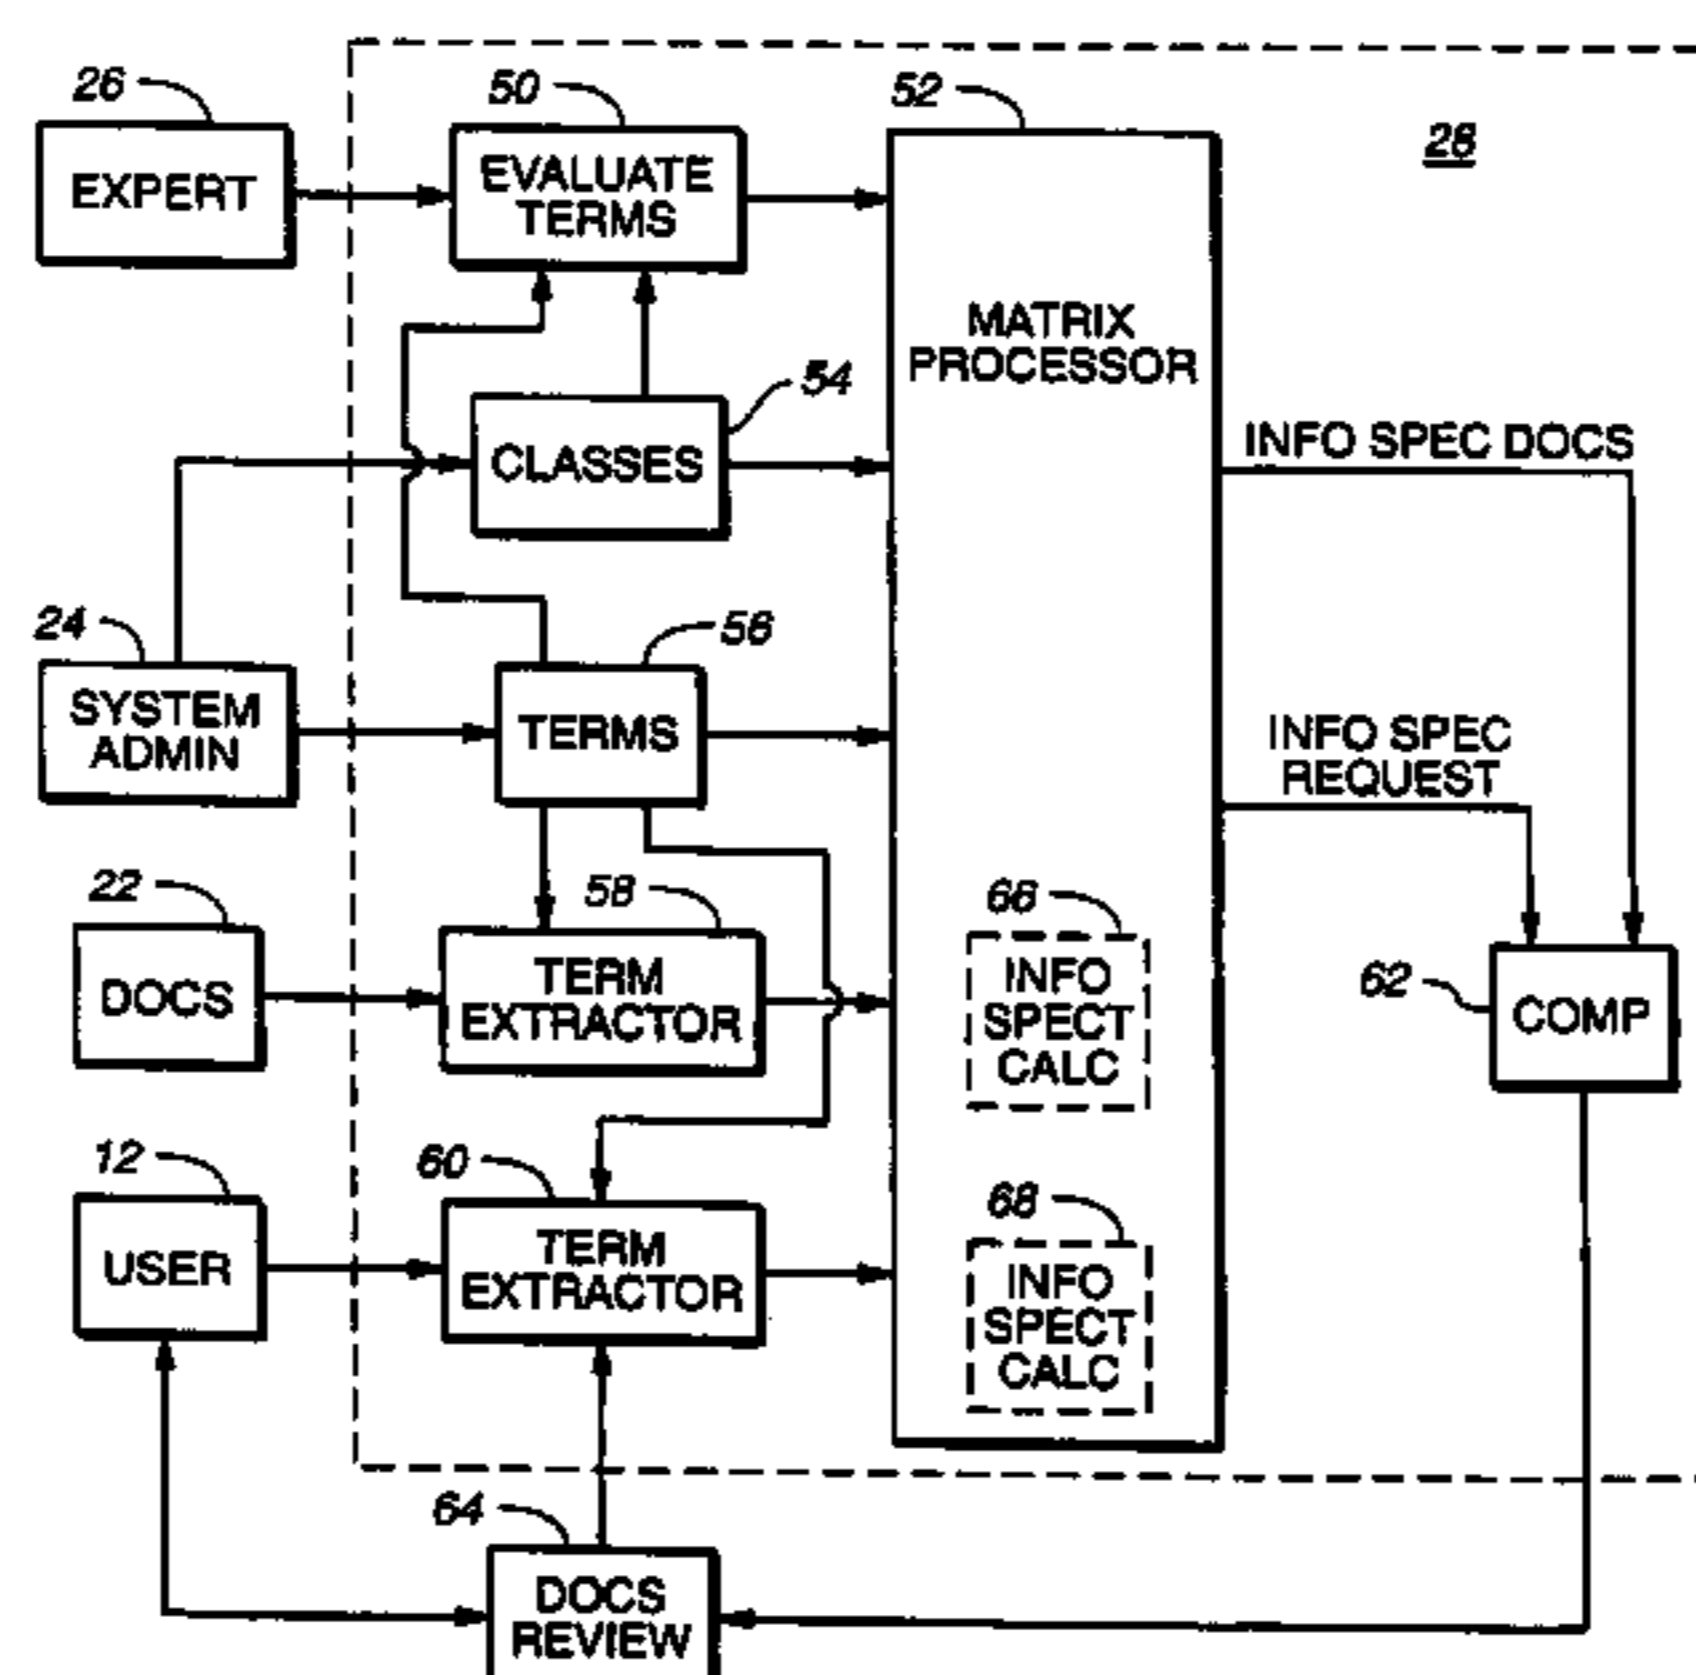 26
50
52
28
EXPERT
EVALUATE
TERMS
MATRIX
PROCESSOR
54
CLASSES
INFO SPEC DOCS
24
56
SYSTEM
ADMIN
TERMS
INFO SPEC
REQUEST
22
58
66
DOCS
TERM
EXTRACTOR
INFO
SPECT
CALC
62
COMP
12
60
68
USER
TERM
EXTRACTOR
INFO
SPECT
CALC
64
DOCS
REVIEW